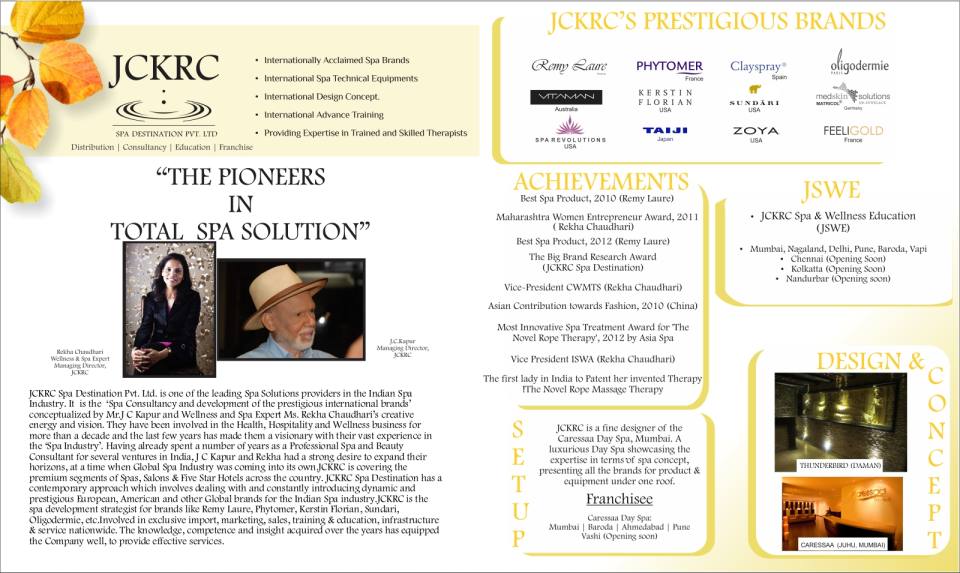 JCKRC
SPA DESTINATION PVT. LTD
Distribution | Consultancy | Education | Franchise
• Internationally Acclaimed Spa Brands
• International Spa Technical Equipments
• International Design Concept.
• International Advance Training
• Providing Expertise in Trained and Skilled Therapists
“THE PIONEERS
IN
TOTAL SPA SOLUTION”
Rekha Chaudhari
Wellness & Spa Expert
Managing Director,
JCKRC
J.C.Kapur
Managing Director,
JCKRC
JCKRC Spa Destination Pvt. Ltd. is one of the leading Spa Solutions providers in the Indian Spa
Industry. It is the ‘Spa Consultancy and development of the prestigious international brands’
conceptualized by Mr.J C Kapur and Wellness and Spa Expert Ms. Rekha Chaudhari’s creative
energy and vision. They have been involved in the Health, Hospitality and Wellness business for
more than a decade and the last few years has made them a visionary with their vast experience in
the ‘Spa Industry’. Having already spent a number of years as a Professional Spa and Beauty
Consultant for several ventures in India, J C Kapur and Rekha had a strong desire to expand their
horizons, at a time when Global Spa Industry was coming into its own.JCKRC is covering the
premium segments of Spas, Salons & Five Star Hotels across the country. JCKRC Spa Destination has a
contemporary approach which involves dealing with and constantly introducing dynamic and
prestigious European, American and other Global brands for the Indian Spa industry.JCKRC is the
spa development strategist for brands like Remy Laure, Phytomer, Kerstin Florian, Sundari,
Oligodermie, etc.Involved in exclusive import, marketing, sales, training & education, infrastructure
& service nationwide. The knowledge, competence and insight acquired over the years has equipped
the Company well, to provide effective services.
JCKRC’S PRESTIGIOUS BRANDS
Remy Laure
PHYTOMER
France
Clayspray®
Spain
oligodermie
PARIS
VITAMAN
Australia
KERSTIN
FLORIAN
USA
SUNDÃRI
USA
mediskin solutions
MATRICOL
Germany
SPAREVOLUTIONS
USA
TAIJI
Japan
ZOYA
USA
FEELIGOLD
France
ACHIEVEMENTS
Best Spa Product, 2010 (Remy Laure)
Maharashtra Women Entrepreneur Award, 2011
( Rekha Chaudhari)
Best Spa Product, 2012 (Remy Laure)
The Big Brand Research Award
(JCKRC Spa Destination)
Vice-President CWMTS (Rekha Chaudhari)
Asian Contribution towards Fashion, 2010 (China)
Most Innovative Spa Treatment Award for 'The
Novel Rope Therapy', 2012 by Asia Spa
Vice President ISWA (Rekha Chaudhari)
The first lady in India to Patent her invented Therapy
!The Novel Rope Massage Therapy
JSWE
• JCKRC Spa & Wellness Education
(JSWE)
• Mumbai, Nagaland, Delhi, Pune, Baroda, Vapi
• Chennai (Opening Soon)
• Kolkatta (Opening Soon)
• Nandurbar (Opening soon)
SETUP
JCKRC is a fine designer of the
Caressaa Day Spa, Mumbai. A
luxurious Day Spa showcasing the
expertise in terms of spa concept,
presenting all the brands for product &
equipment under one roof.
Franchisee
Caressaa Day Spa:
Mumbai | Baroda | Ahmedabad | Pune
Vashi (Opening soon)
DESIGN &
CONCEPT
THUNDERBIRD (DAMAN)
caressaa
CARESSAA (JUHU, MUMBAI)